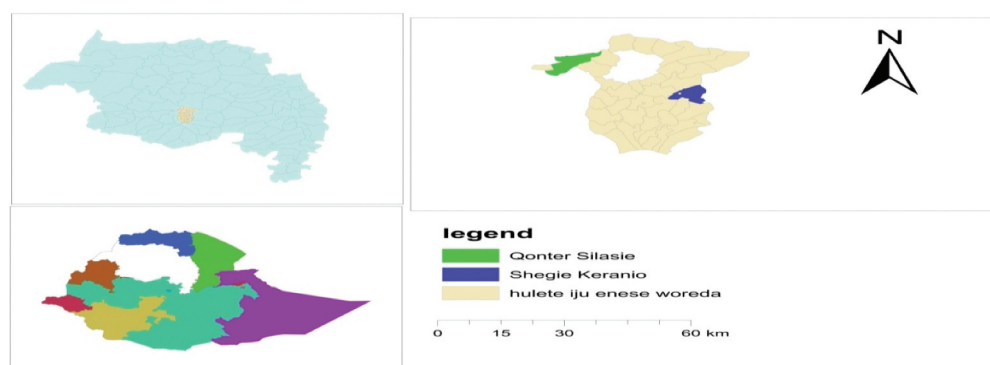 N
legend
Qonter Silasie
Shegie Keranio
hulete iju enese woreda
0 15 30 60 km